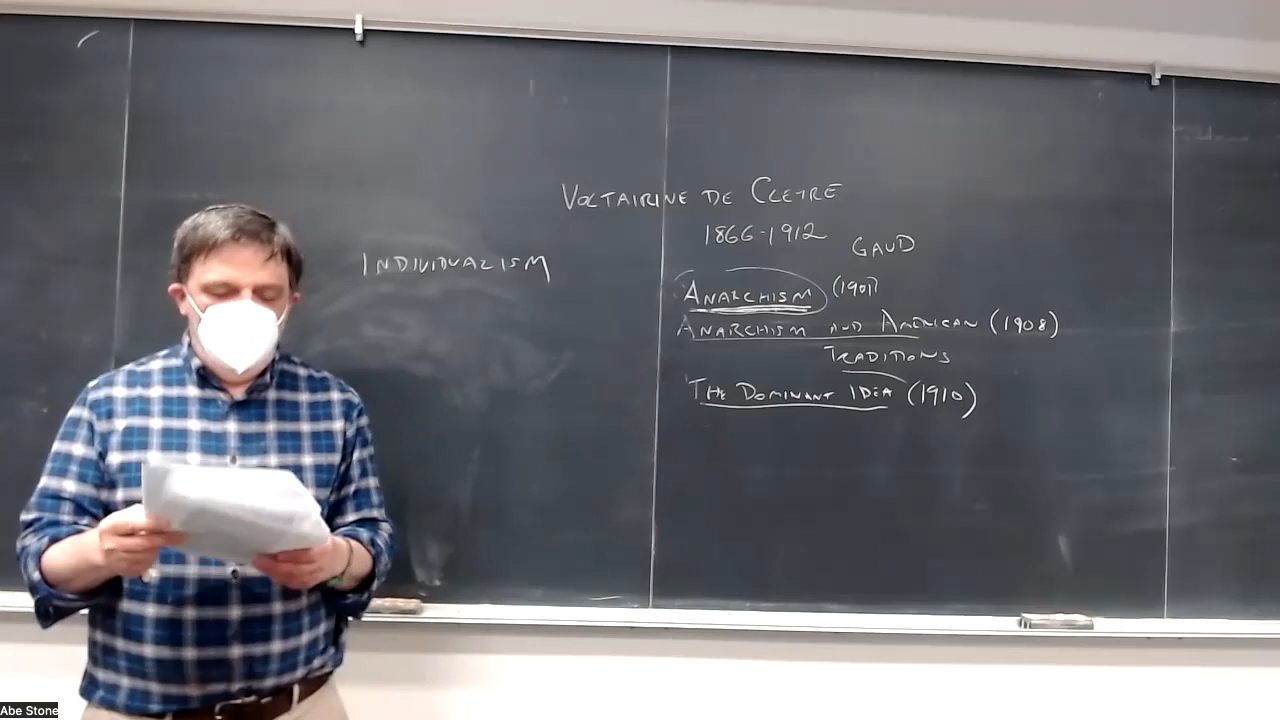 VOLTAIRINE DE CLEYRE
1866-1912
GAUD
INDIVIDUALISM
ANARCHISM (1901)
ANARCHISM AND AMERICAN (1908)
TRADITIONS
THE DOMINANT IDEA (1910)
Abe Stone